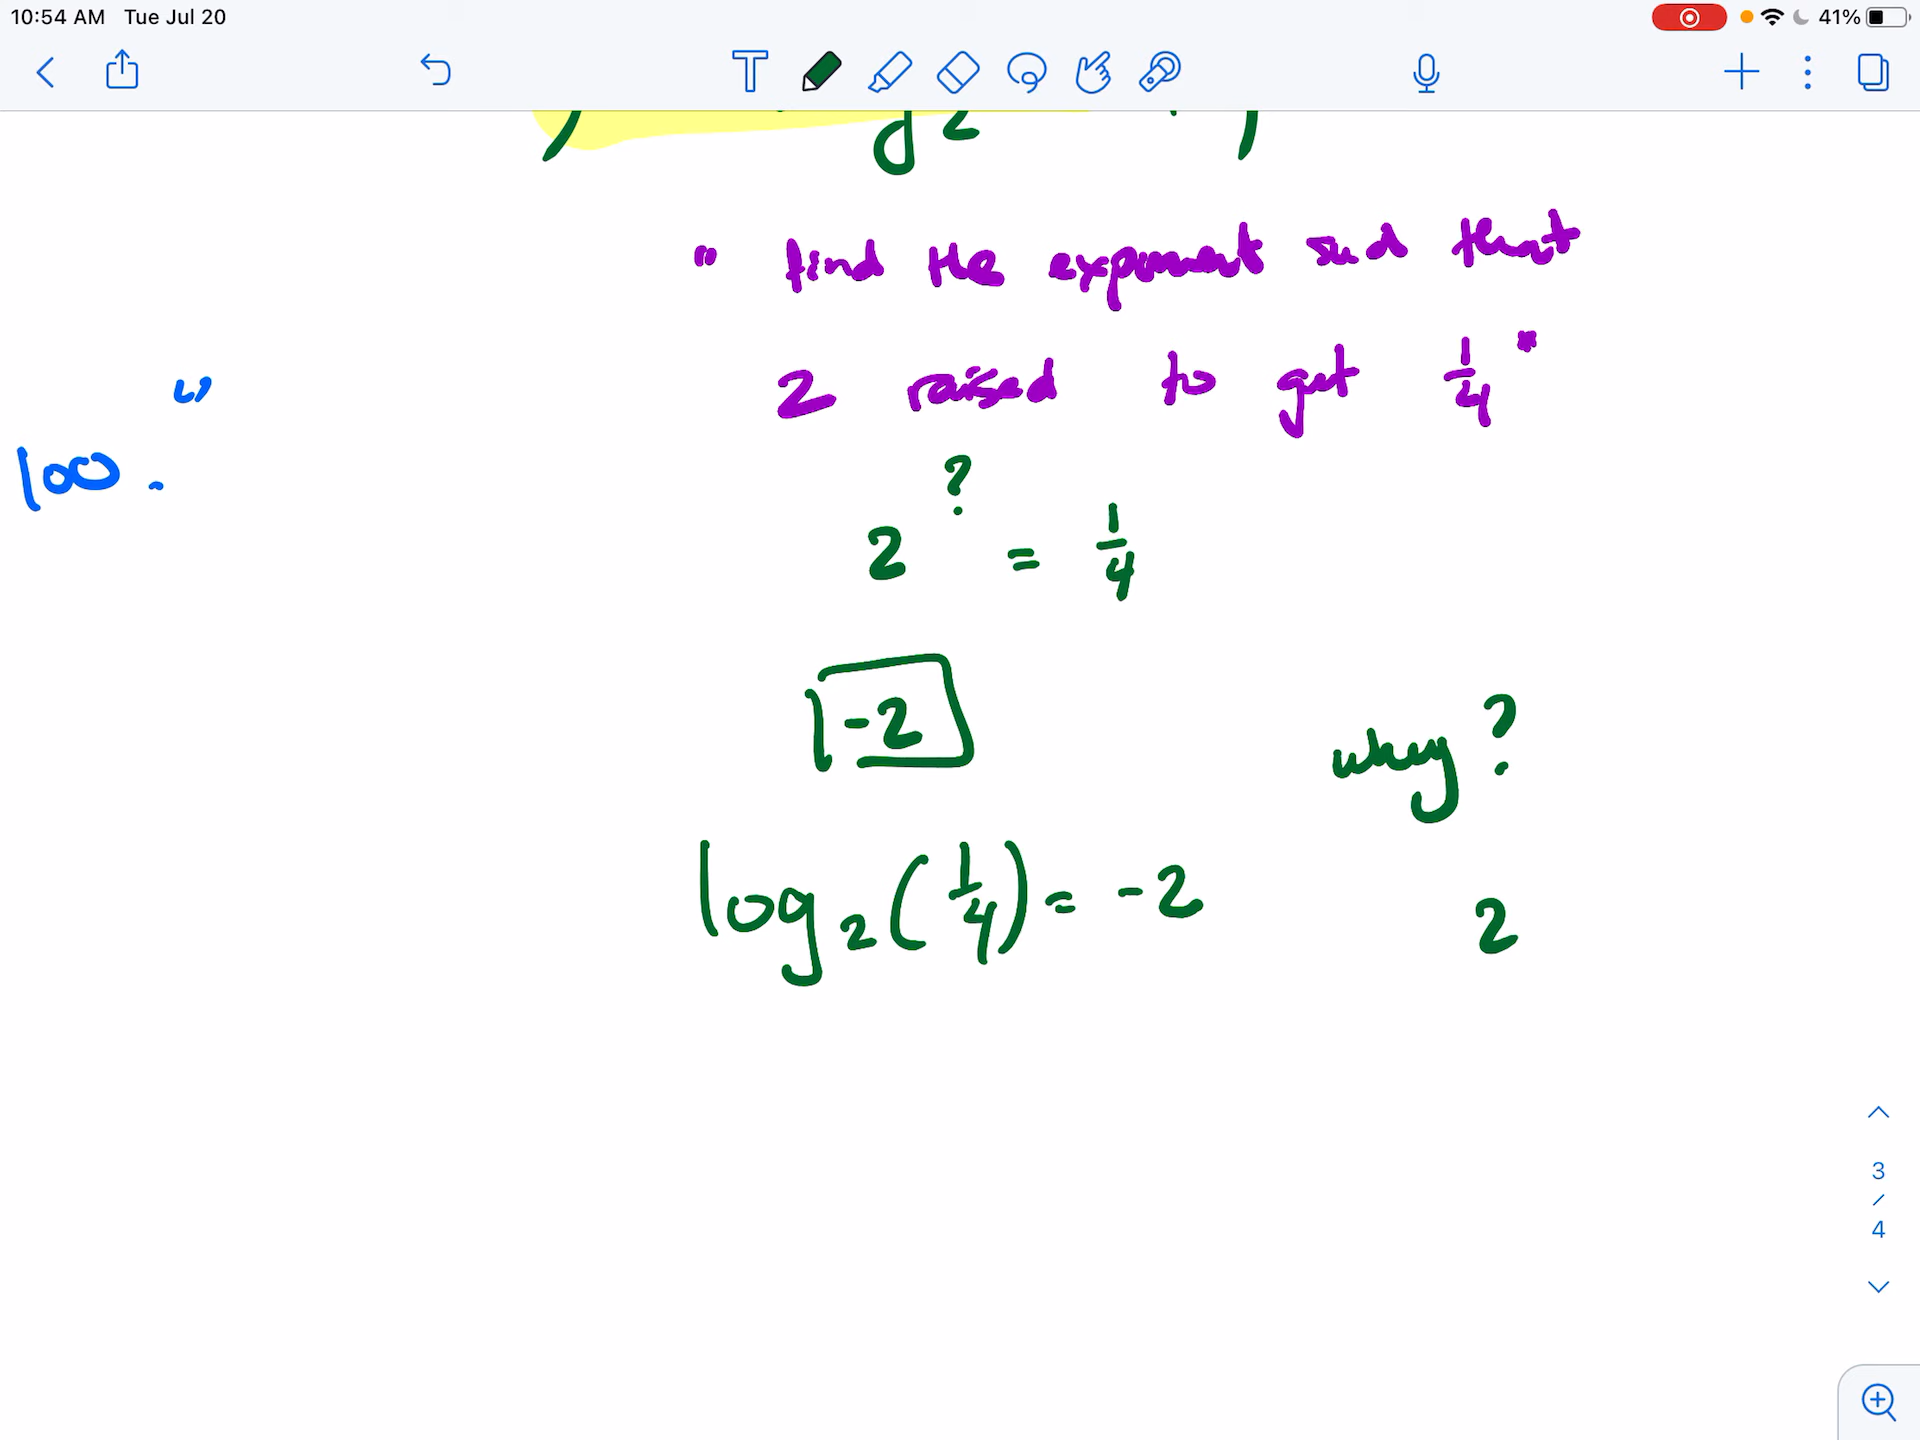 10:54 AM Tue Jul 20
41%
T
" find the exponent such that
2 raised to get 1/4 "
"
100 .
2^? = 1/4
-2
why?
log₂(1/4) = -2
2
3
/
4